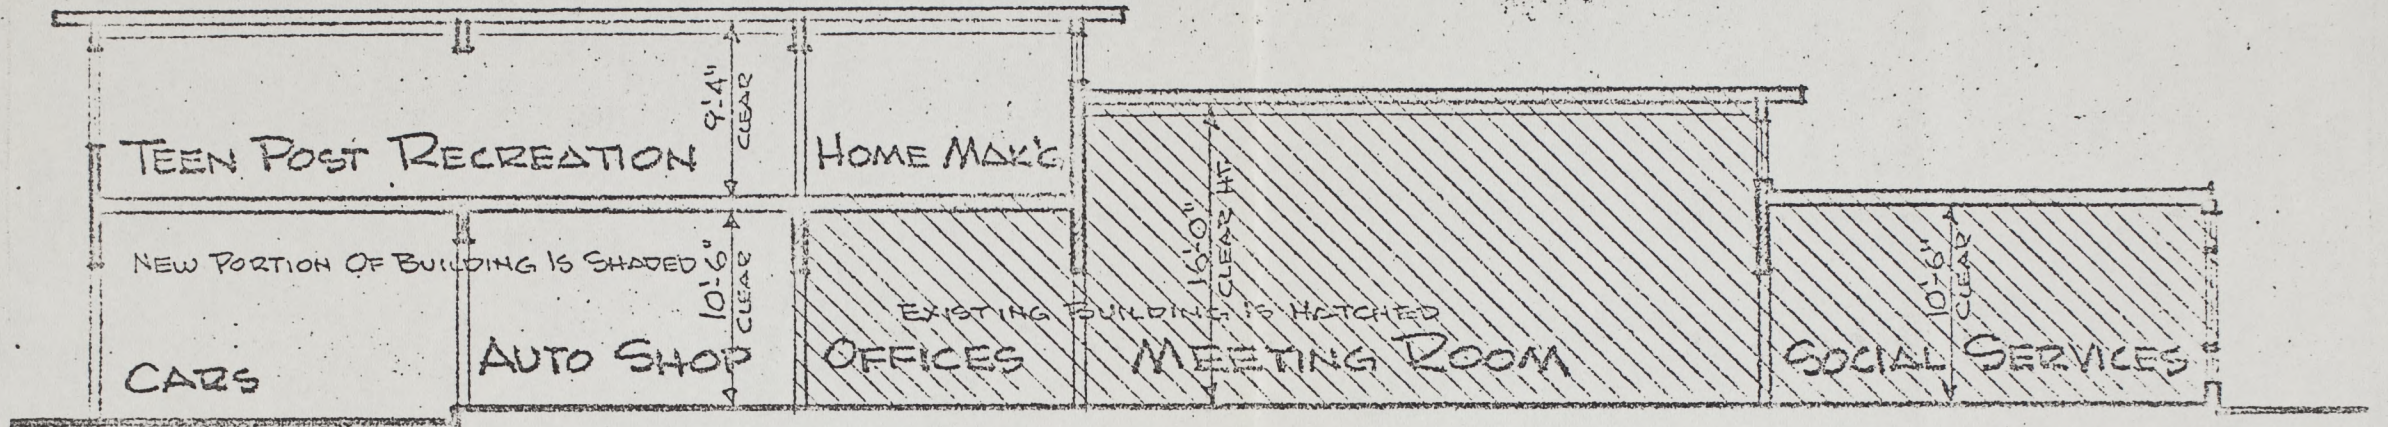 9'-4"
CLEAR
TEEN POST RECREATION
HOME MAK'G
16'-0"
CLEAR HT
NEW PORTION OF BUILDING IS SHADED
10'-6"
CLEAR
10'-6"
CLEAR
EXISTING BUILDING IS HATCHED
CARS
AUTO SHOP
OFFICES
MEETING ROOM
SOCIAL SERVICES